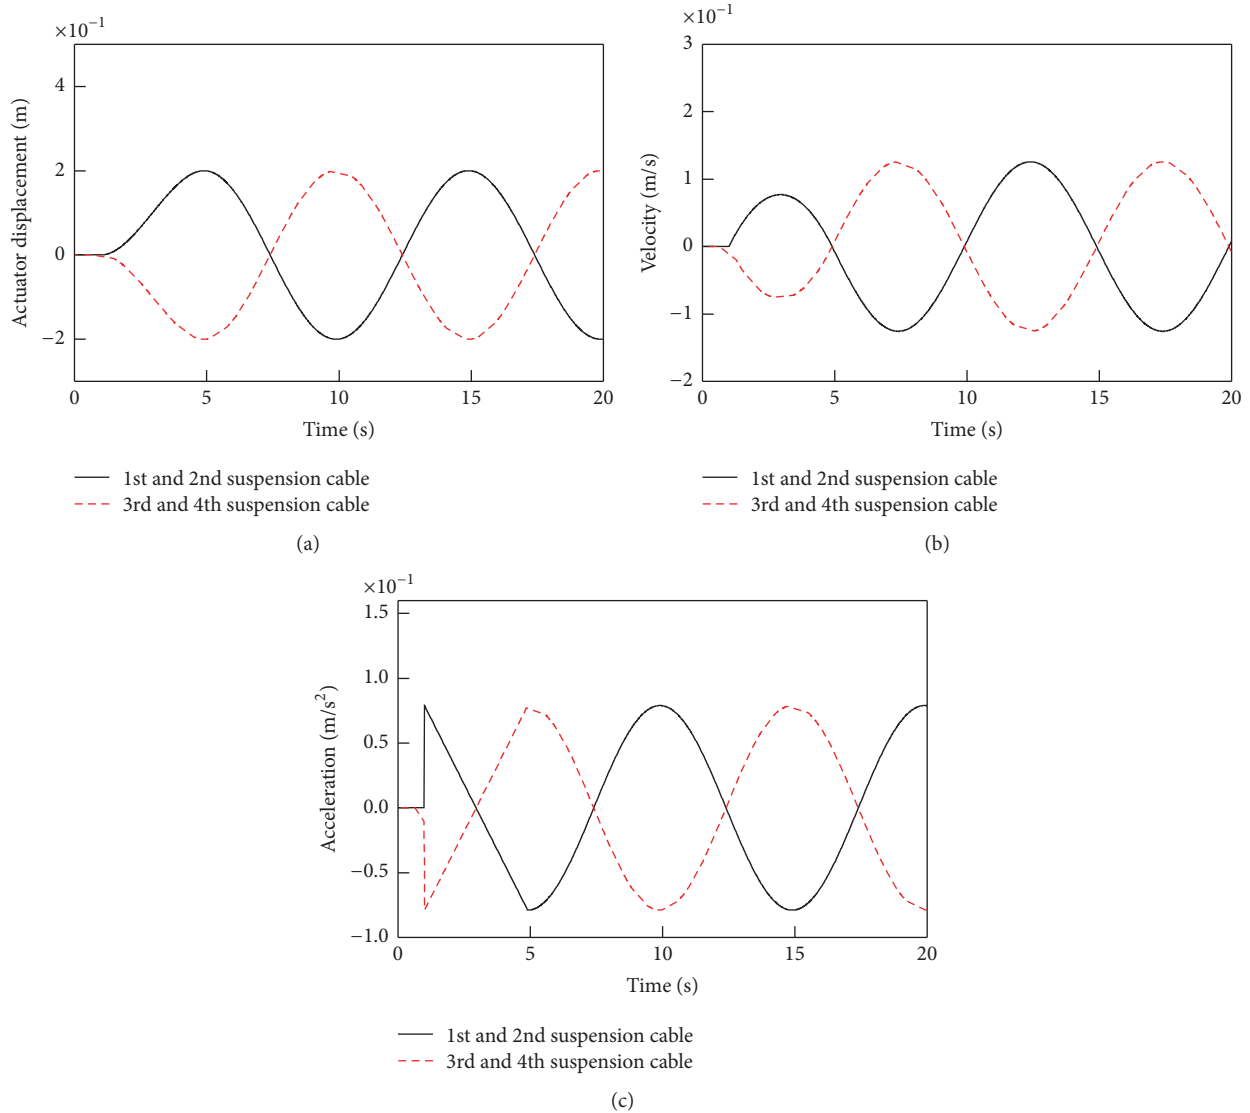 ×10⁻¹
4
2
0
−2
0 5 10 15 20
Actuator displacement (m)
Time (s)
1st and 2nd suspension cable
3rd and 4th suspension cable
(a)
×10⁻¹
3
2
1
0
−1
−2
0 5 10 15 20
Velocity (m/s)
Time (s)
1st and 2nd suspension cable
3rd and 4th suspension cable
(b)
×10⁻¹
1.5
1.0
0.5
0.0
−0.5
−1.0
0 5 10 15 20
Acceleration (m/s²)
Time (s)
1st and 2nd suspension cable
3rd and 4th suspension cable
(c)